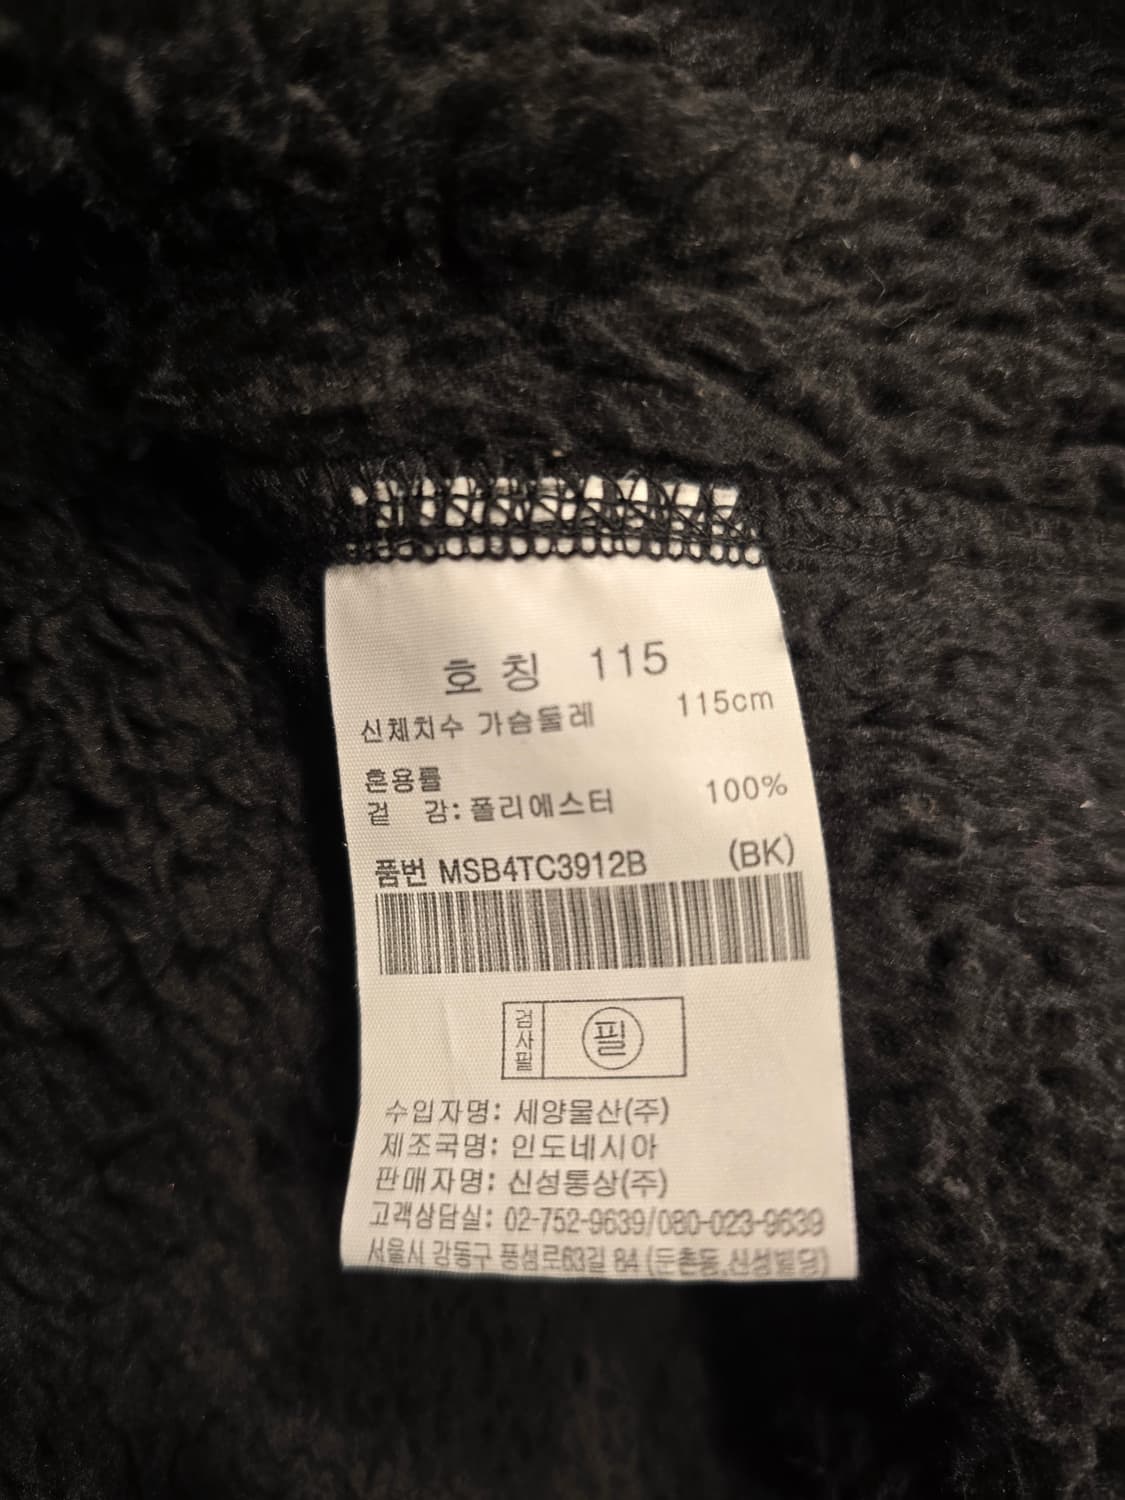 호 칭 115
신체치수 가슴둘레 115cm
혼용률
겉 감: 폴리에스터 100%
품번 MSB4TC3912B (BK)
검사필 필
수입자명: 세양물산(주)
제조국명: 인도네시아
판매자명: 신성통상(주)
고객상담실: 02-752-9639/080-023-9639
서울시 강동구 풍성로63길 84 (둔촌동,신성빌딩)